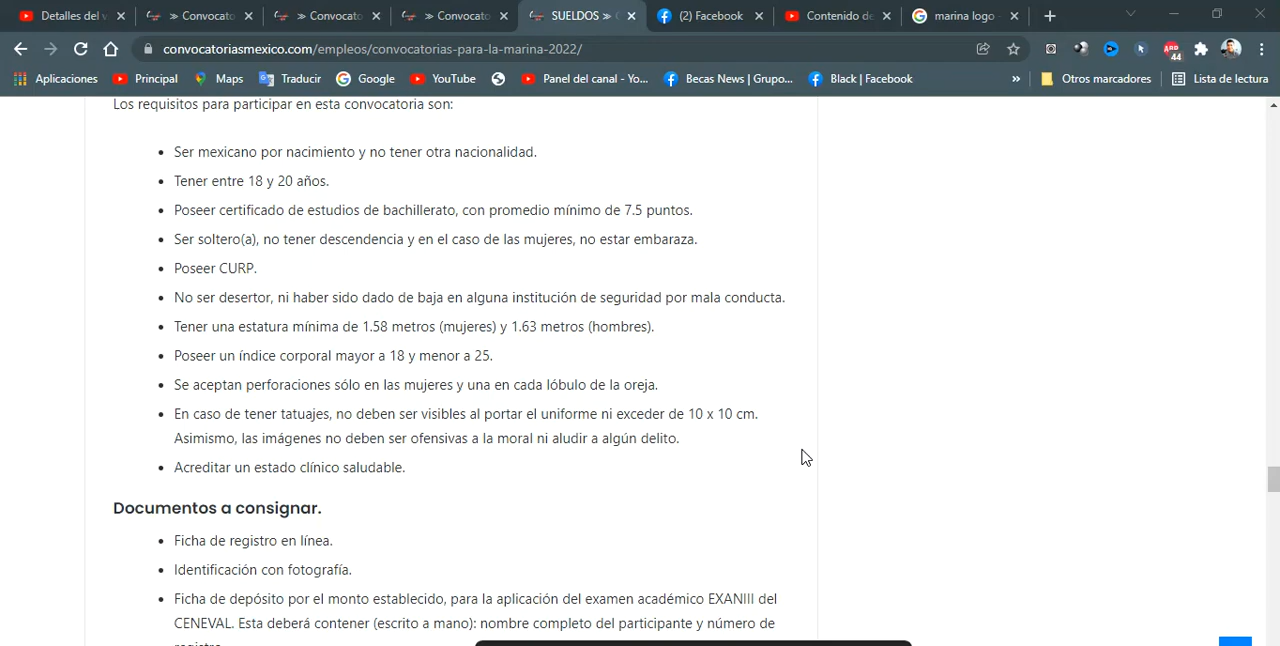 Detalles del v
» Convocato
» Convocato
» Convocato
SUELDOS » C
(2) Facebook
Contenido de
marina logo -
convocatoriasmexico.com/empleos/convocatorias-para-la-marina-2022/
ABP
44
Aplicaciones
Principal
Maps
Traducir
Google
YouTube
Panel del canal - Yo...
Becas News | Grupo...
Black | Facebook
»
Otros marcadores
Lista de lectura
Los requisitos para participar en esta convocatoria son:
• Ser mexicano por nacimiento y no tener otra nacionalidad.
• Tener entre 18 y 20 años.
• Poseer certificado de estudios de bachillerato, con promedio mínimo de 7.5 puntos.
• Ser soltero(a), no tener descendencia y en el caso de las mujeres, no estar embaraza.
• Poseer CURP.
• No ser desertor, ni haber sido dado de baja en alguna institución de seguridad por mala conducta.
• Tener una estatura mínima de 1.58 metros (mujeres) y 1.63 metros (hombres).
• Poseer un índice corporal mayor a 18 y menor a 25.
• Se aceptan perforaciones sólo en las mujeres y una en cada lóbulo de la oreja.
• En caso de tener tatuajes, no deben ser visibles al portar el uniforme ni exceder de 10 x 10 cm.
Asimismo, las imágenes no deben ser ofensivas a la moral ni aludir a algún delito.
• Acreditar un estado clínico saludable.
Documentos a consignar.
• Ficha de registro en línea.
• Identificación con fotografía.
• Ficha de depósito por el monto establecido, para la aplicación del examen académico EXANIII del
CENEVAL. Esta deberá contener (escrito a mano): nombre completo del participante y número de